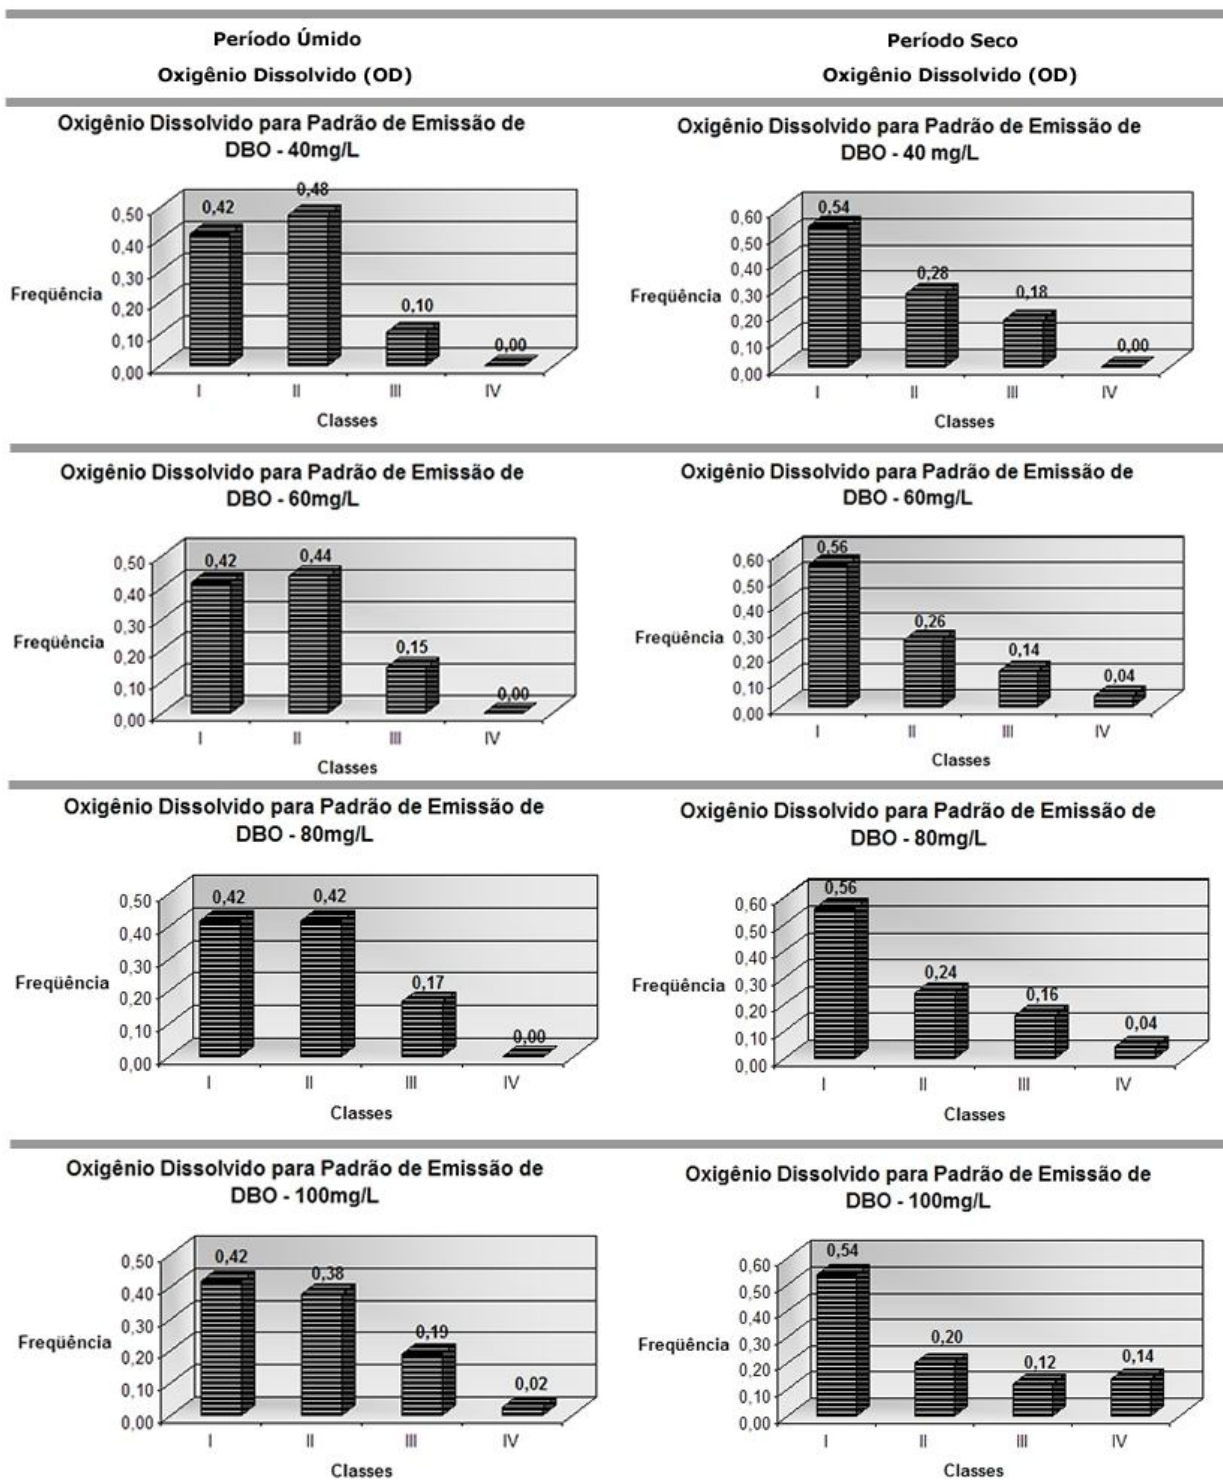 Período Úmido
Oxigênio Dissolvido (OD)
Período Seco
Oxigênio Dissolvido (OD)
Oxigênio Dissolvido para Padrão de Emissão de
DBO - 40mg/L
0,50
0,40
0,30
0,20
0,10
0,00
Freqüência
0,42
0,48
0,10
0,00
I
II
III
IV
Classes
Oxigênio Dissolvido para Padrão de Emissão de
DBO - 40 mg/L
0,60
0,50
0,40
0,30
0,20
0,10
0,00
Freqüência
0,54
0,28
0,18
0,00
I
II
III
IV
Classes
Oxigênio Dissolvido para Padrão de Emissão de
DBO - 60mg/L
0,50
0,40
0,30
0,20
0,10
0,00
Freqüência
0,42
0,44
0,15
0,00
I
II
III
IV
Classes
Oxigênio Dissolvido para Padrão de Emissão de
DBO - 60mg/L
0,60
0,50
0,40
0,30
0,20
0,10
0,00
Freqüência
0,56
0,26
0,14
0,04
I
II
III
IV
Classes
Oxigênio Dissolvido para Padrão de Emissão de
DBO - 80mg/L
0,50
0,40
0,30
0,20
0,10
0,00
Freqüência
0,42
0,42
0,17
0,00
I
II
III
IV
Classes
Oxigênio Dissolvido para Padrão de Emissão de
DBO - 80mg/L
0,60
0,50
0,40
0,30
0,20
0,10
0,00
Freqüência
0,56
0,24
0,16
0,04
I
II
III
IV
Classes
Oxigênio Dissolvido para Padrão de Emissão de
DBO - 100mg/L
0,50
0,40
0,30
0,20
0,10
0,00
Freqüência
0,42
0,38
0,19
0,02
I
II
III
IV
Classes
Oxigênio Dissolvido para Padrão de Emissão de
DBO - 100mg/L
0,60
0,50
0,40
0,30
0,20
0,10
0,00
Freqüência
0,54
0,20
0,12
0,14
I
II
III
IV
Classes